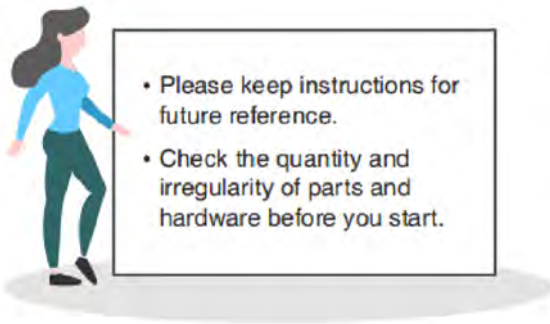 • Please keep instructions for
future reference.
• Check the quantity and
irregularity of parts and
hardware before you start.